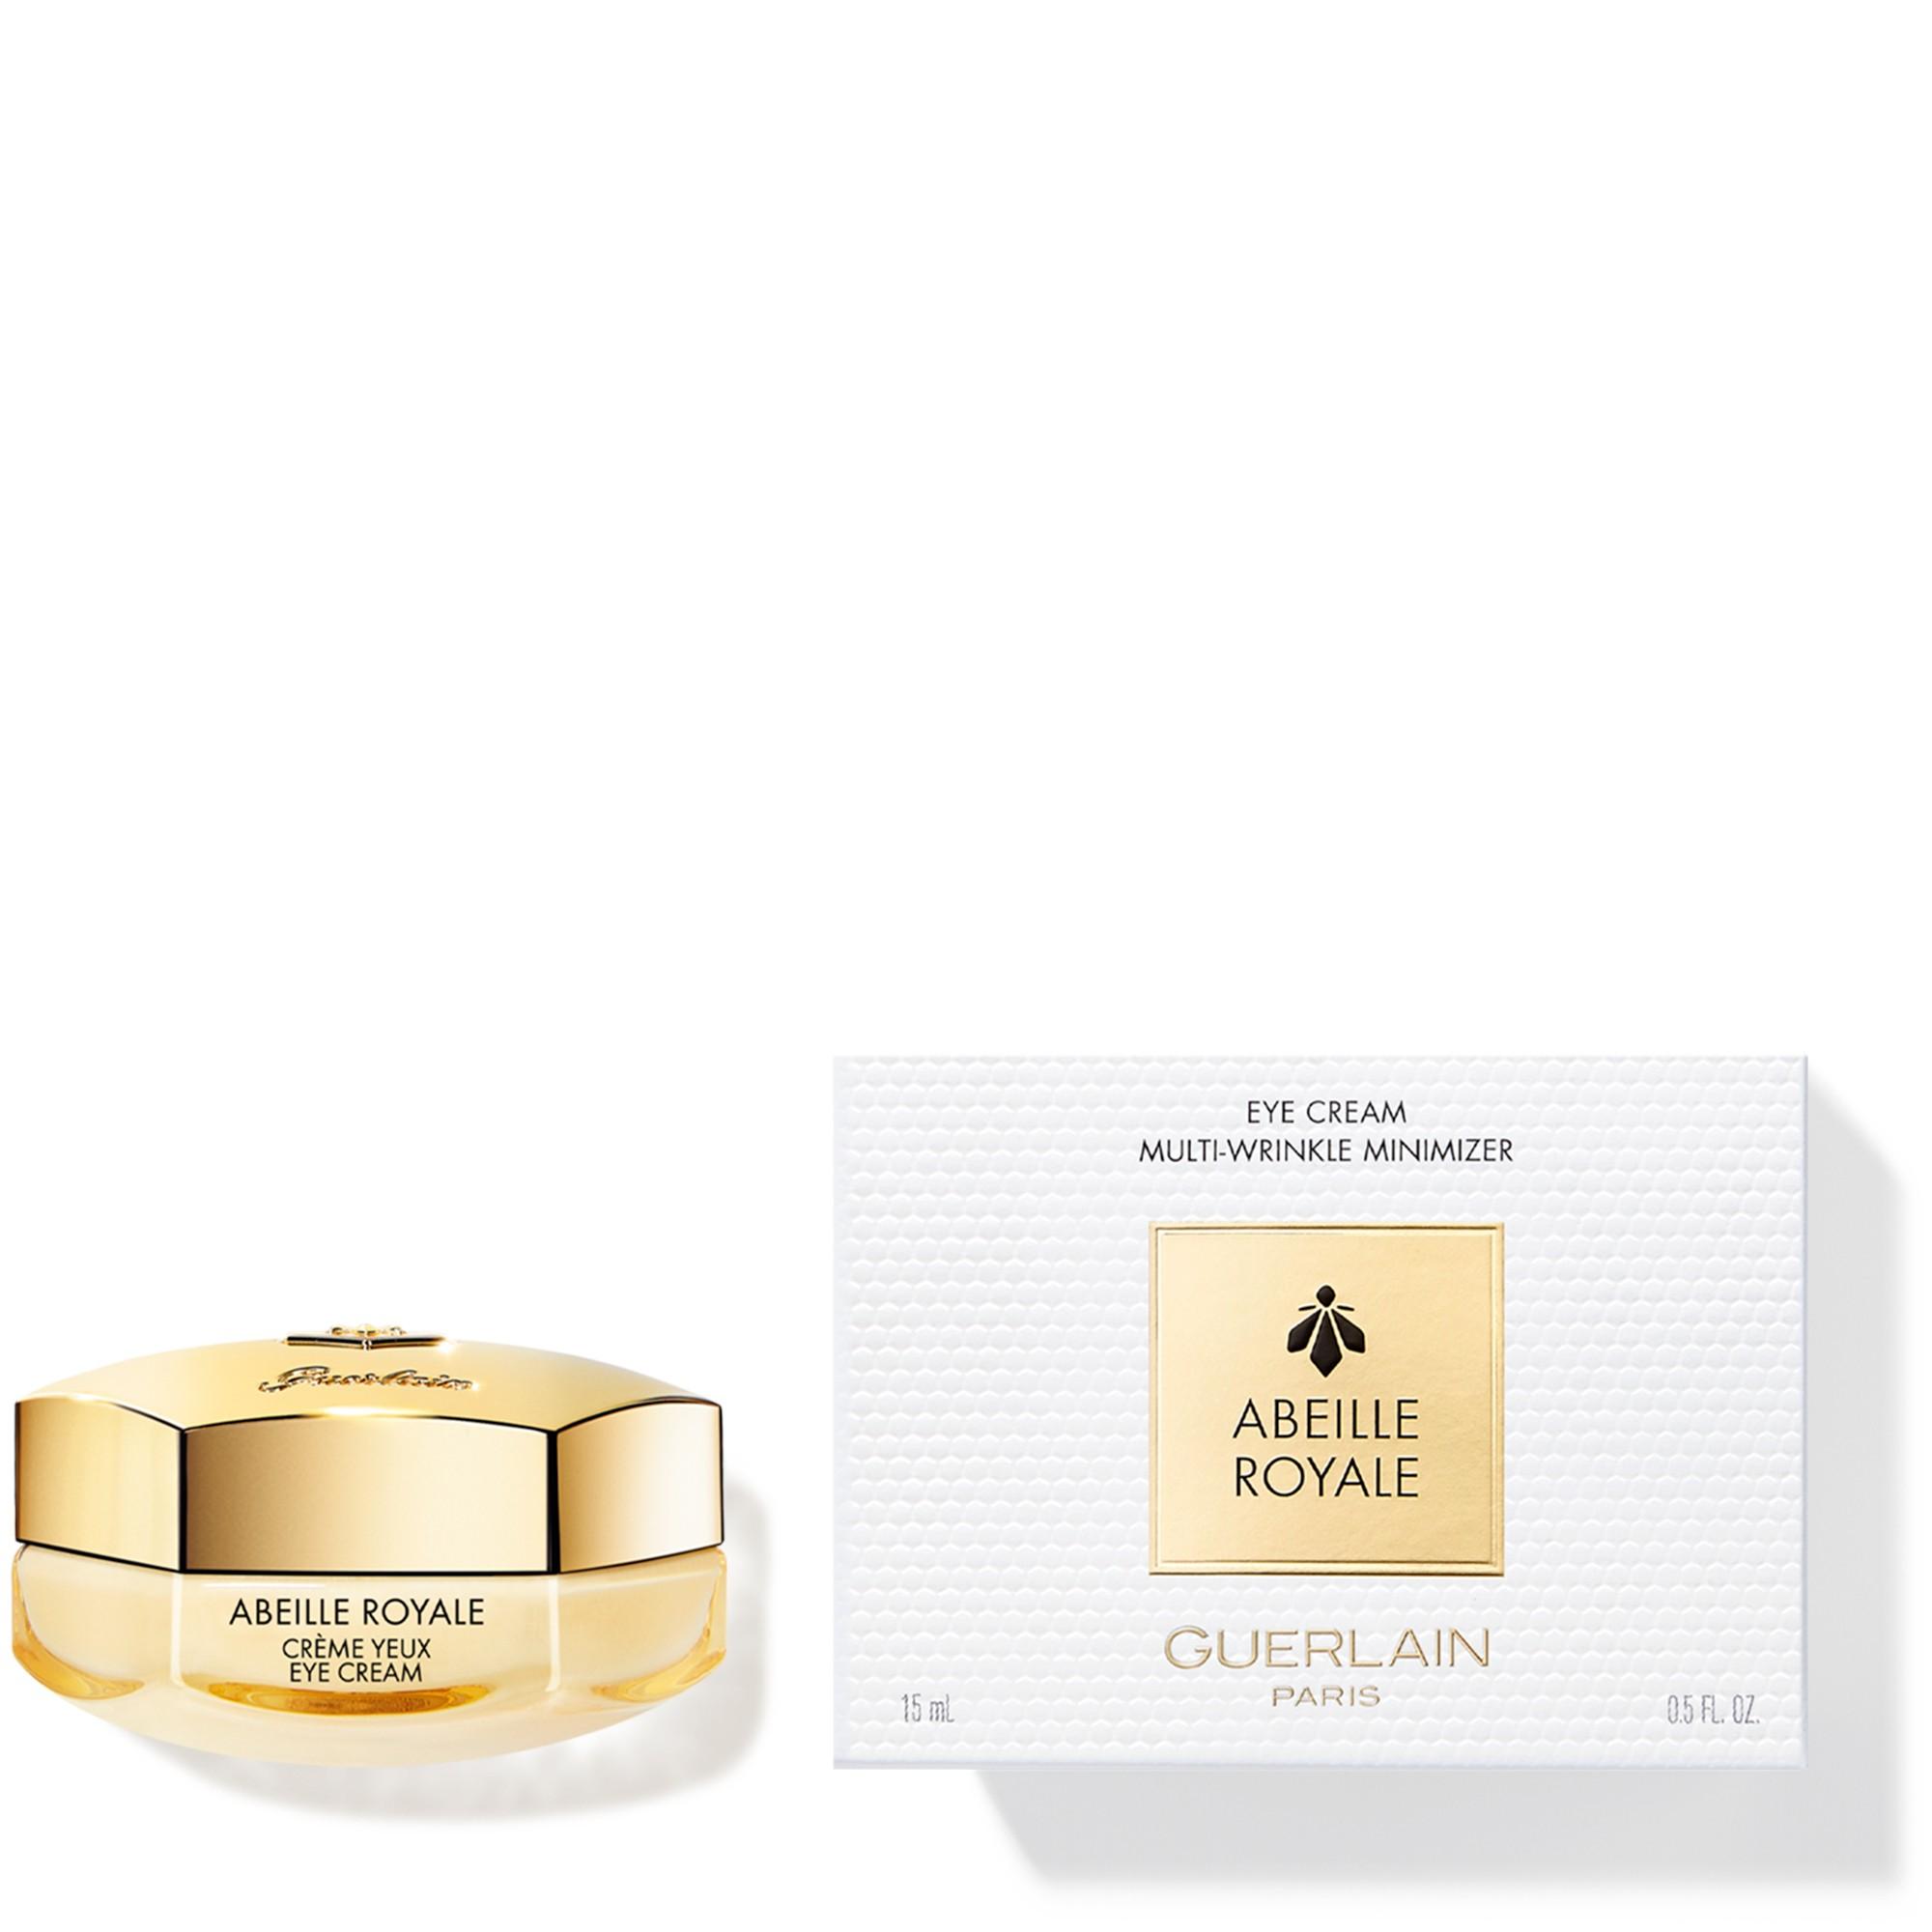 Guerlain
ABEILLE ROYALE
CRÈME YEUX
EYE CREAM
EYE CREAM
MULTI-WRINKLE MINIMIZER
ABEILLE
ROYALE
GUERLAIN
PARIS
15 mL
0.5 FL. OZ.